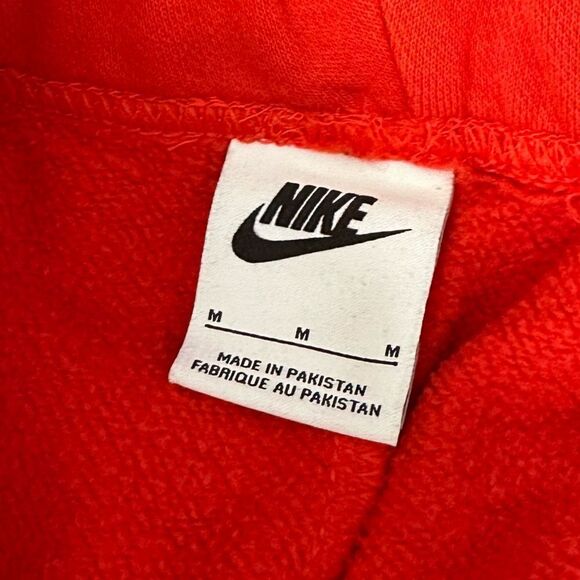 NIKE
M M M
MADE IN PAKISTAN
FABRIQUE AU PAKISTAN